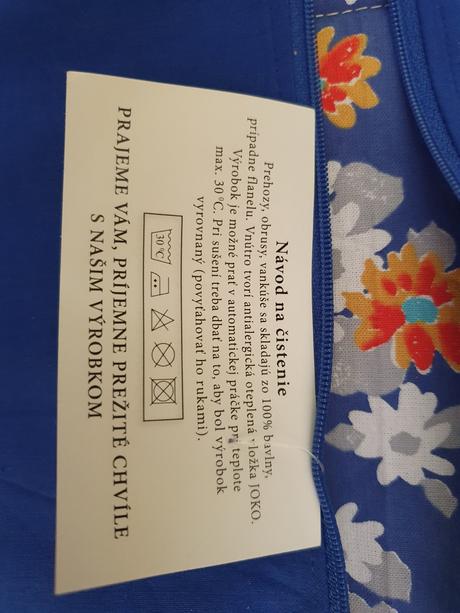 Návod na čistenie
Prehozy, obrusy, vankúše sa skladajú zo 100% bavlny,
prípadne flanelu. Vnútro tvorí antialergická oteplená vložka JOKO.
Výrobok je možné prať v automatickej práčke pri teplote
max. 30 °C. Pri sušení treba dbať na to, aby bol výrobok
vyrovnaný (povyťahovať ho rukami).
30°C
PRAJEME VÁM, PRÍJEMNE PREŽITÉ CHVÍLE
S NAŠIM VÝROBKOM